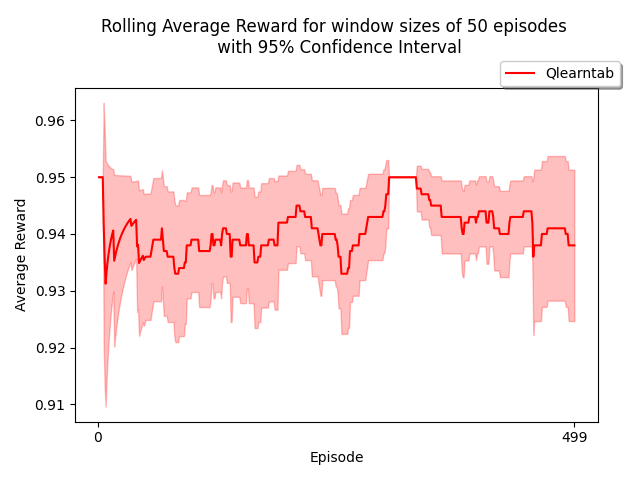 Rolling Average Reward for window sizes of 50 episodes
with 95% Confidence Interval
Qlearntab
0.96
0.95
0.94
0.93
0.92
0.91
Average Reward
0
499
Episode